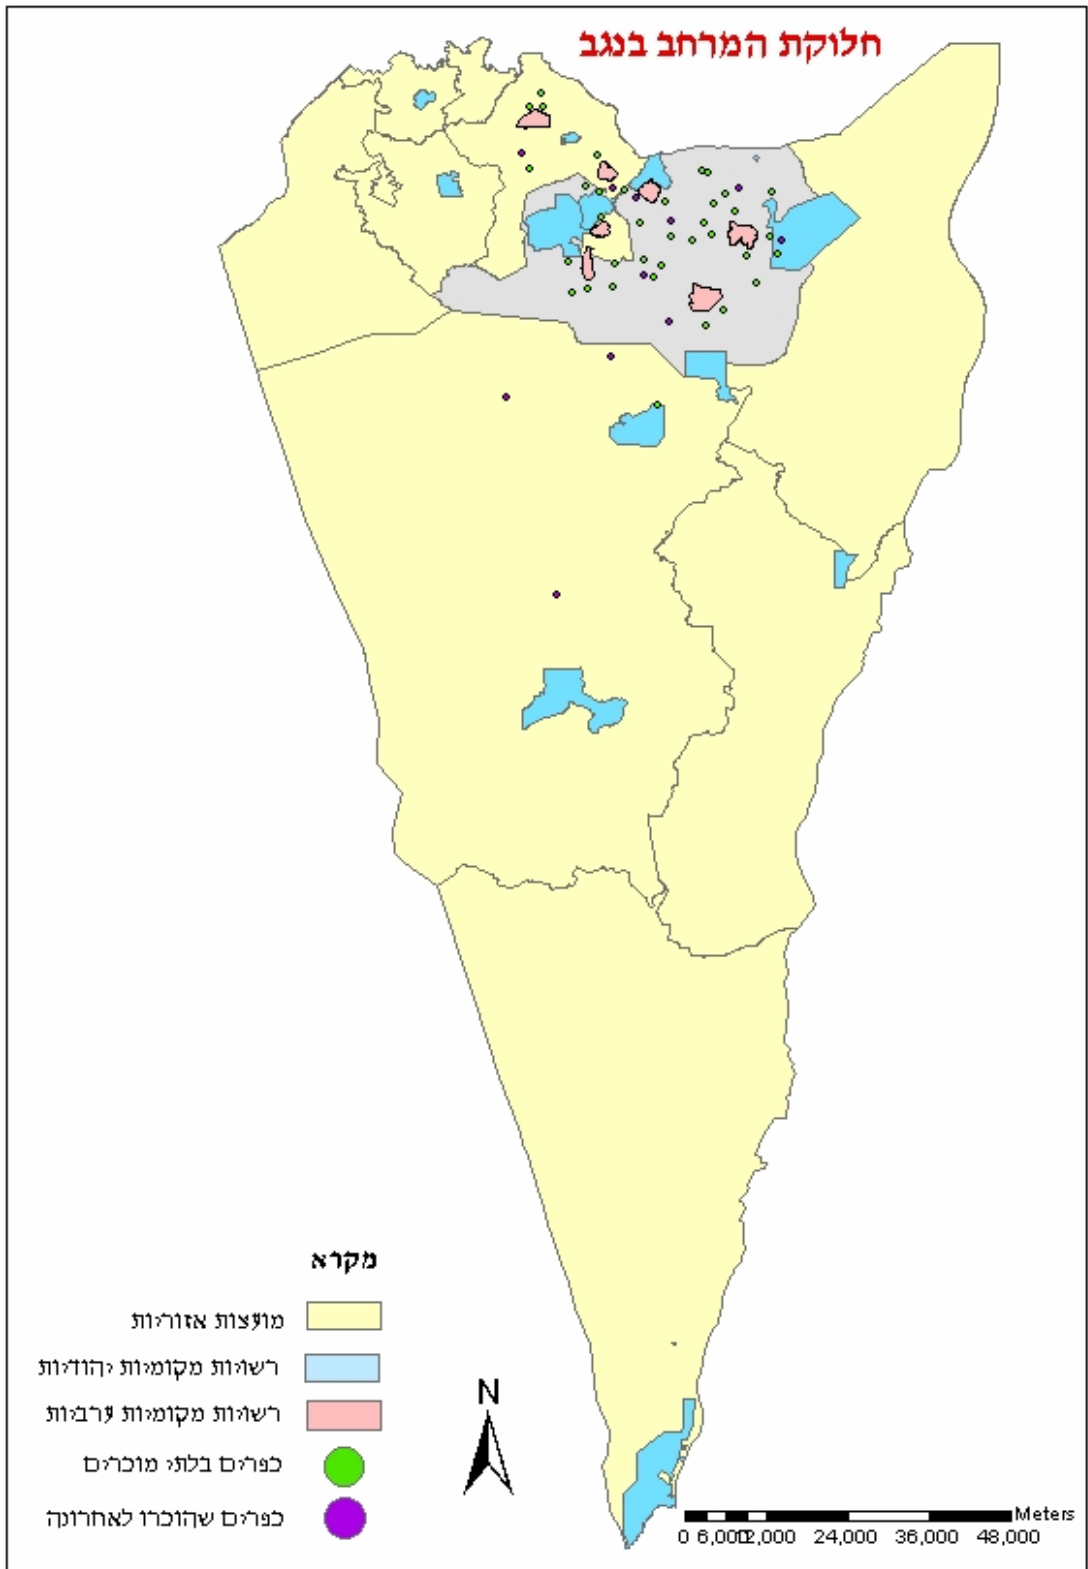 חלוקת המרחב בנגב
מקרא
מועצות אזוריות
רשויות מקומיות יהודיות
רשויות מקומיות ערביות
כפרים בלתי מוכרים
כפרים שהוכרו לאחרונה
N
Meters
0 6,000 12,000 24,000 36,000 48,000